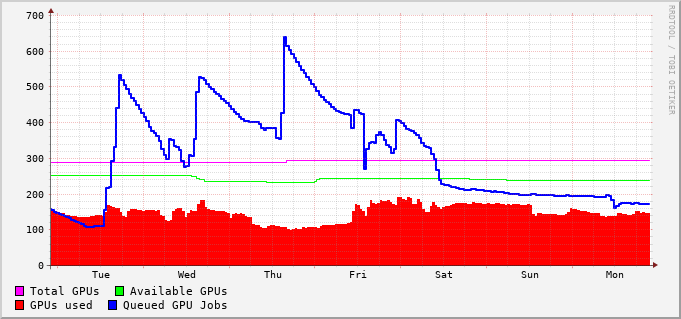 700
600
500
400
300
200
100
0
Tue Wed Thu Fri Sat Sun Mon
Total GPUs Available GPUs
GPUs used Queued GPU Jobs
RRDTOOL / TOBI OETIKER